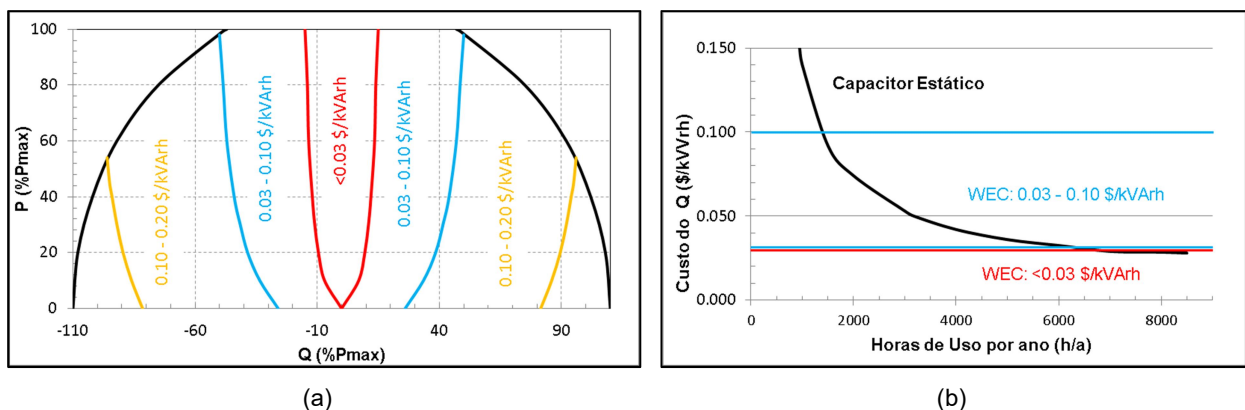 100
80
60
40
20
0
P (%Pmax)
-110
-60
-10
40
90
Q (%Pmax)
0.10 - 0.20 $/kVArh
0.03 - 0.10 $/kVArh
<0.03 $/kVArh
0.03 - 0.10 $/kVArh
0.10 - 0.20 $/kVArh
(a)
0.150
0.100
0.050
0.000
Custo do Q ($/kVVrh)
Capacitor Estático
WEC: 0.03 - 0.10 $/kVArh
WEC: <0.03 $/kVArh
0
2000
4000
6000
8000
Horas de Uso por ano (h/a)
(b)